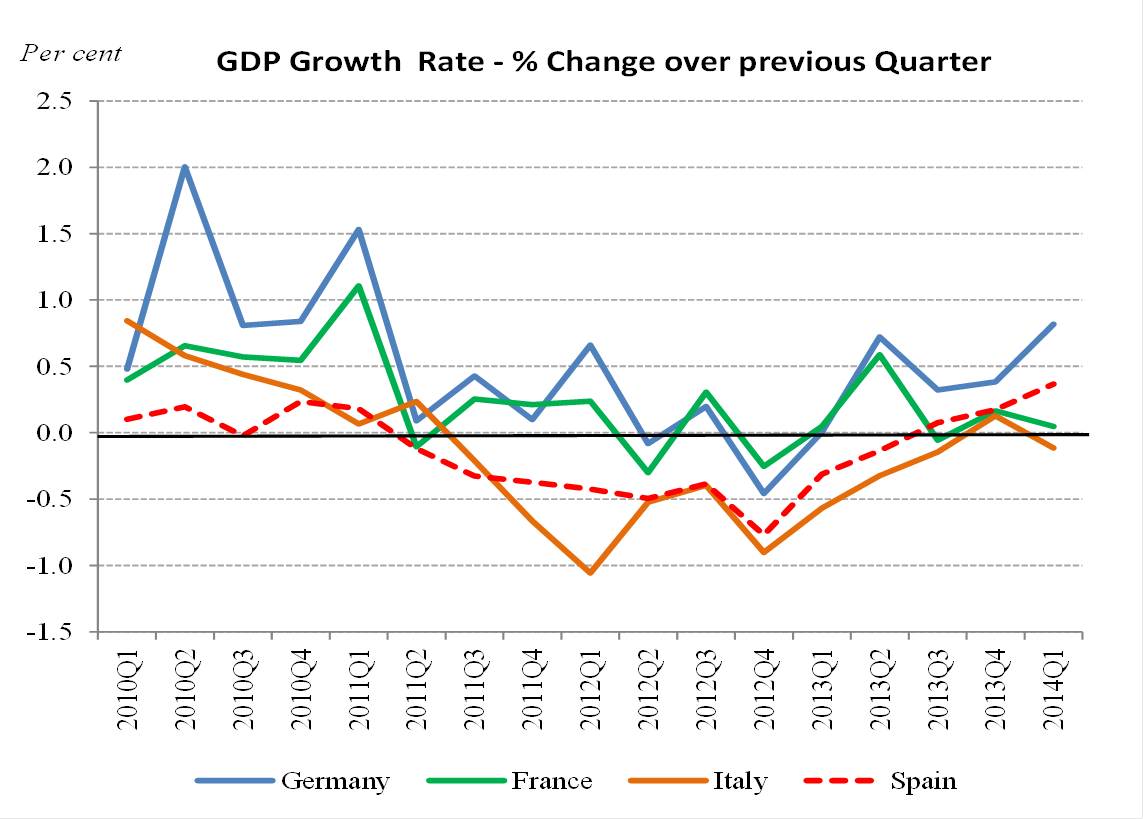 Per cent
GDP Growth Rate - % Change over previous Quarter
2.5
2.0
1.5
1.0
0.5
0.0
-0.5
-1.0
-1.5
2010Q1
2010Q2
2010Q3
2010Q4
2011Q1
2011Q2
2011Q3
2011Q4
2012Q1
2012Q2
2012Q3
2012Q4
2013Q1
2013Q2
2013Q3
2013Q4
2014Q1
Germany France Italy Spain